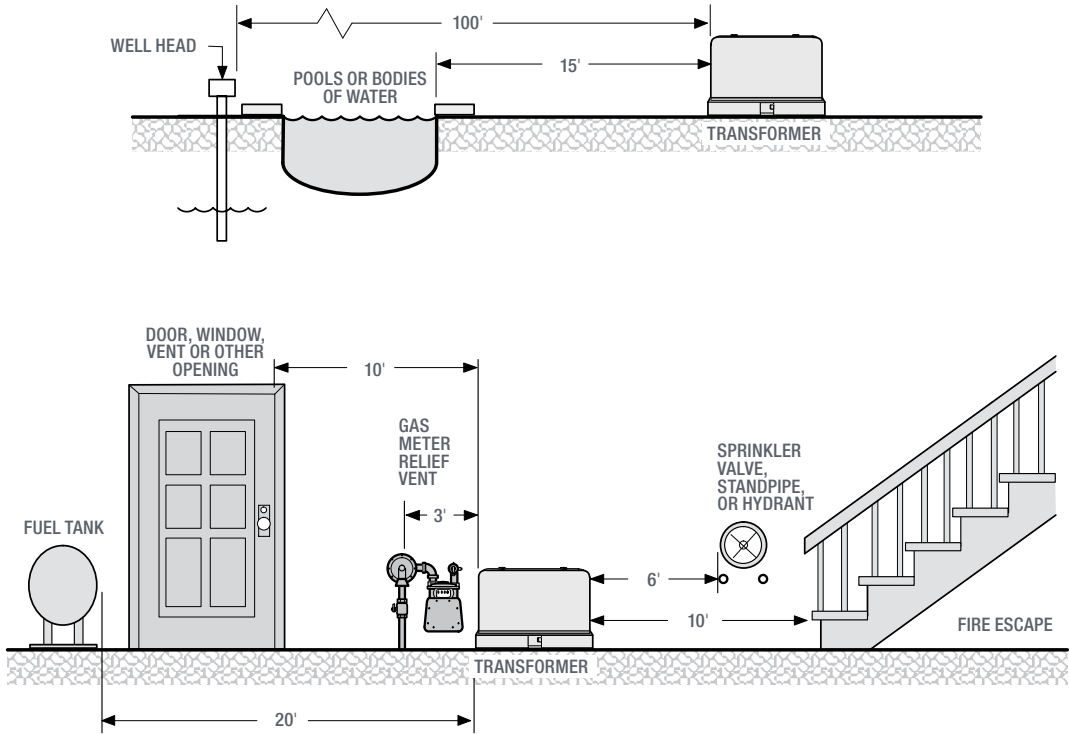 100'
WELL HEAD
15'
POOLS OR BODIES
OF WATER
TRANSFORMER
DOOR, WINDOW,
VENT OR OTHER
OPENING
10'
GAS
METER
RELIEF
VENT
SPRINKLER
VALVE,
STANDPIPE,
OR HYDRANT
FUEL TANK
3'
6'
10'
FIRE ESCAPE
TRANSFORMER
20'